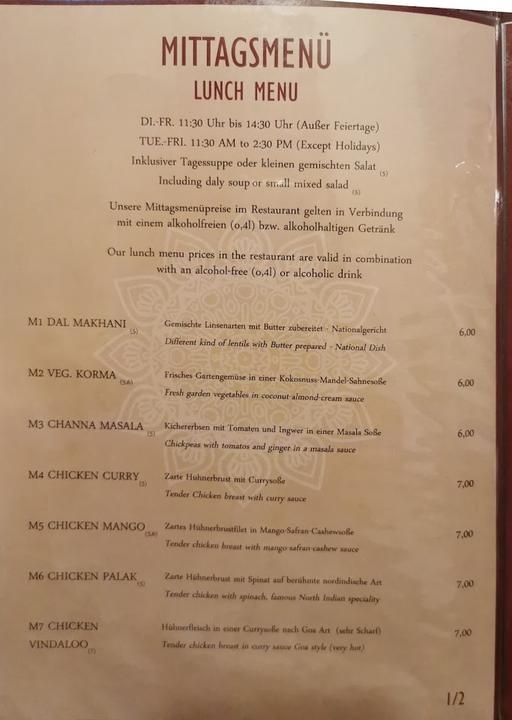 MITTAGSMENÜ
LUNCH MENU
DI.-FR. 11:30 Uhr bis 14:30 Uhr (Außer Feiertage)
TUE.-FRI. 11:30 AM to 2:30 PM (Except Holidays)
Inklusiver Tagessuppe oder kleinen gemischten Salat (5)
Including daly soup or small mixed salad (5)
Unsere Mittagsmenüpreise im Restaurant gelten in Verbindung
mit einem alkoholfreien (0,4l) bzw. alkoholhaltigen Getränk
Our lunch menu prices in the restaurant are valid in combination
with an alcohol-free (0,4l) or alcoholic drink
M1 DAL MAKHANI (5) Gemischte Linsenarten mit Butter zubereitet - Nationalgericht 6,00
Different kind of lentils with Butter prepared - National Dish
M2 VEG. KORMA Frisches Gartengemüse in einer Kokosnuss-Mandel-Sahnesoße 6,00
Fresh garden vegetables in coconut-almond-cream sauce
M3 CHANNA MASALA (5) Kichererbsen mit Tomaten und Ingwer in einer Masala Soße 6,00
Chickpeas with tomatos and ginger in a masala sauce
M4 CHICKEN CURRY (5) Zarte Huhnerbrust mit Currysoße 7,00
Tender Chicken breast with curry sauce
M5 CHICKEN MANGO Zartes Hühnerbrustfilet in Mango-Safran-Cashewsoße 7,00
Tender chicken breast with mango-safran-cashew sauce
M6 CHICKEN PALAK (5) Zarte Hühnerbrust mit Spinat auf berühmte nordindische Art 7,00
Tender chicken with spinach, famous North Indian speciality
M7 CHICKEN Hühnerfleisch in einer Currysoße nach Goa Art (sehr Scharf) 7,00
VINDALOO Tender chicken breast in curry sauce Goa style (very hot)
1/2